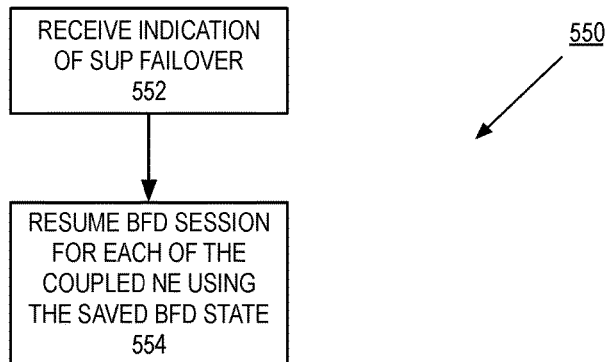 RECEIVE INDICATION
OF SUP FAILOVER
552
550
RESUME BFD SESSION
FOR EACH OF THE
COUPLED NE USING
THE SAVED BFD STATE
554